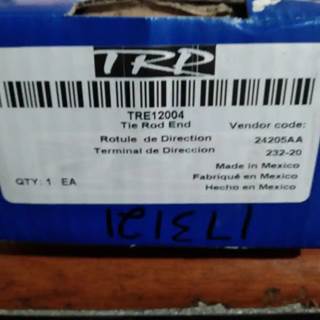 TRP
TRE12004
Tie Rod End
Vendor code:
Rotule de Direction
24205AA
Terminal de Direccion
232-20
Made in Mexico
QTY: 1 EA
Fabriqué en Mexico
Hecho en Mexico
173121